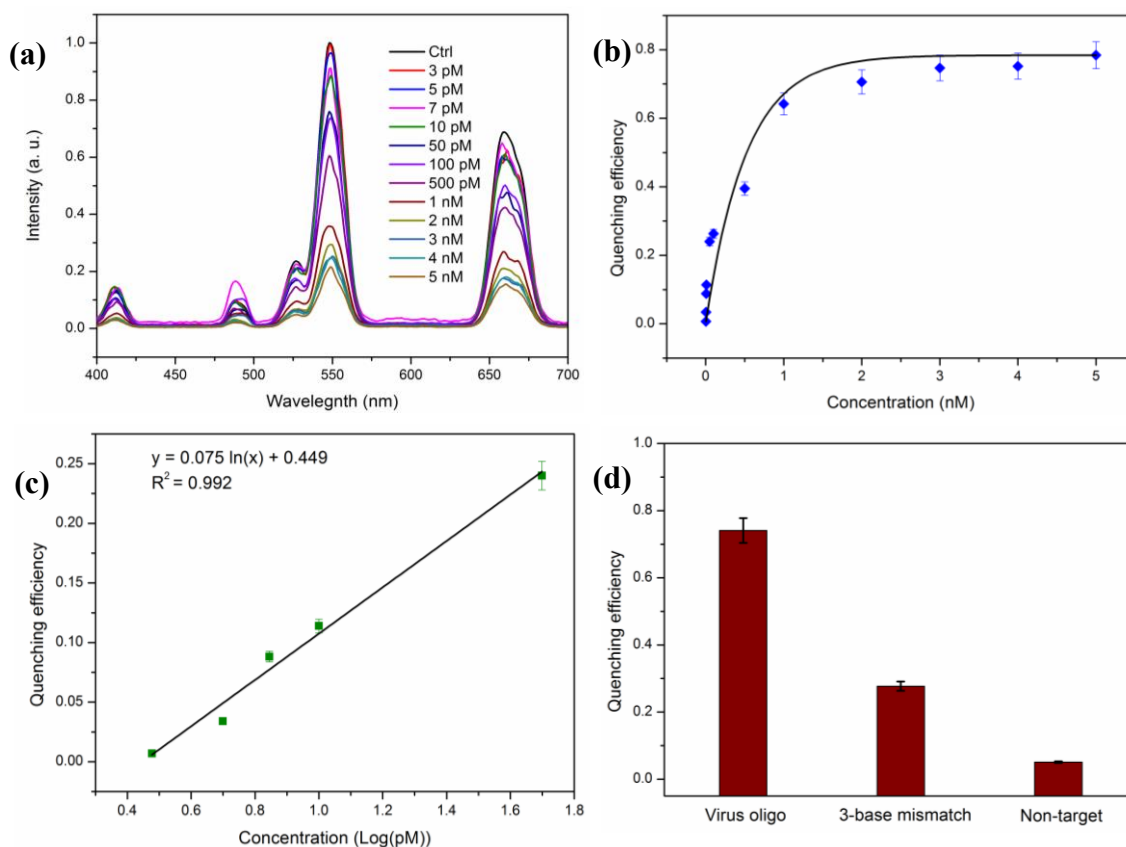 (a)
Intensity (a. u.)
1.0
0.8
0.6
0.4
0.2
0.0
Ctrl
3 pM
5 pM
7 pM
10 pM
50 pM
100 pM
500 pM
1 nM
2 nM
3 nM
4 nM
5 nM
400 450 500 550 600 650 700
Wavelegnth (nm)
(b)
Quenching efficiency
0.8
0.6
0.4
0.2
0.0
0 1 2 3 4 5
Concentration (nM)
(c)
Quenching efficiency
y = 0.075 ln(x) + 0.449
R² = 0.992
0.25
0.20
0.15
0.10
0.05
0.00
0.4 0.6 0.8 1.0 1.2 1.4 1.6 1.8
Concentration (Log(pM))
(d)
Quenching efficiency
1.0
0.8
0.6
0.4
0.2
0.0
Virus oligo 3-base mismatch Non-target